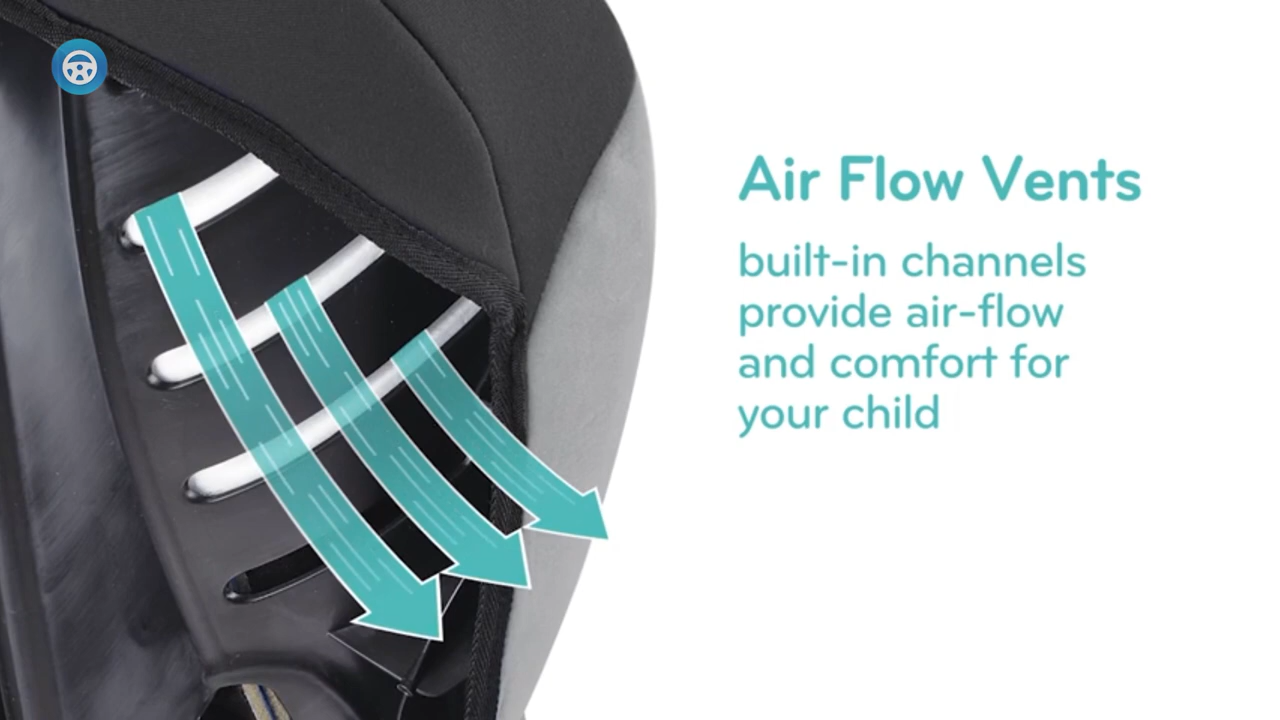 Air Flow Vents
built-in channels
provide air-flow
and comfort for
your child